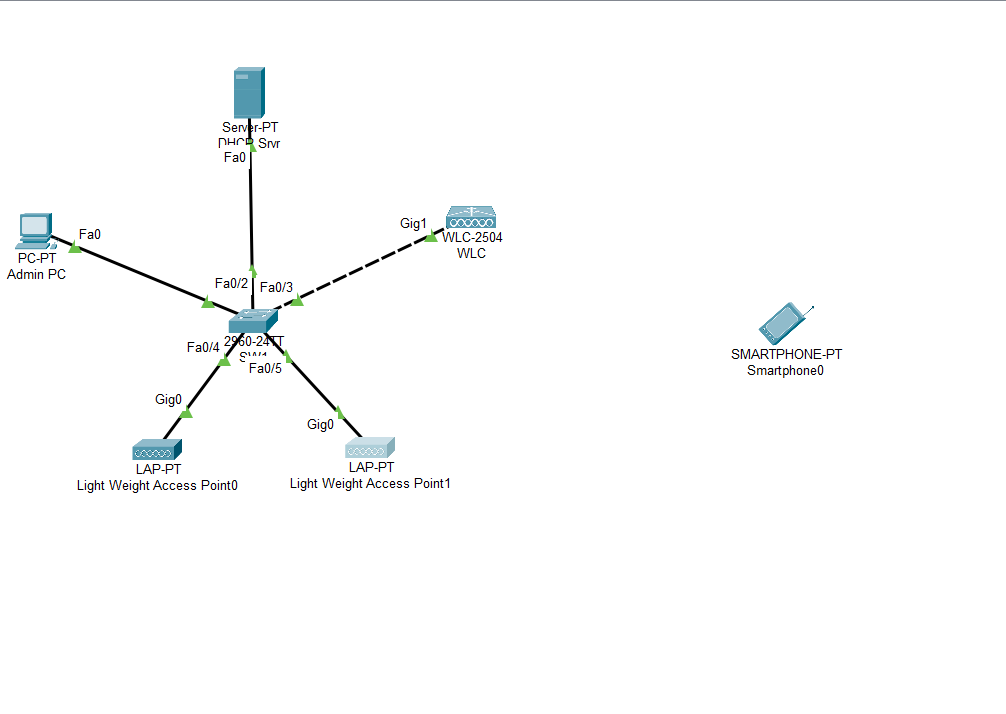 Server-PT
DHCP Srvr
Fa0
Fa0
PC-PT
Admin PC
Gig1
WLC-2504
WLC
Fa0/2
Fa0/3
2960-24TT
SW1
Fa0/4
Fa0/5
SMARTPHONE-PT
Smartphone0
Gig0
Gig0
LAP-PT
Light Weight Access Point0
LAP-PT
Light Weight Access Point1